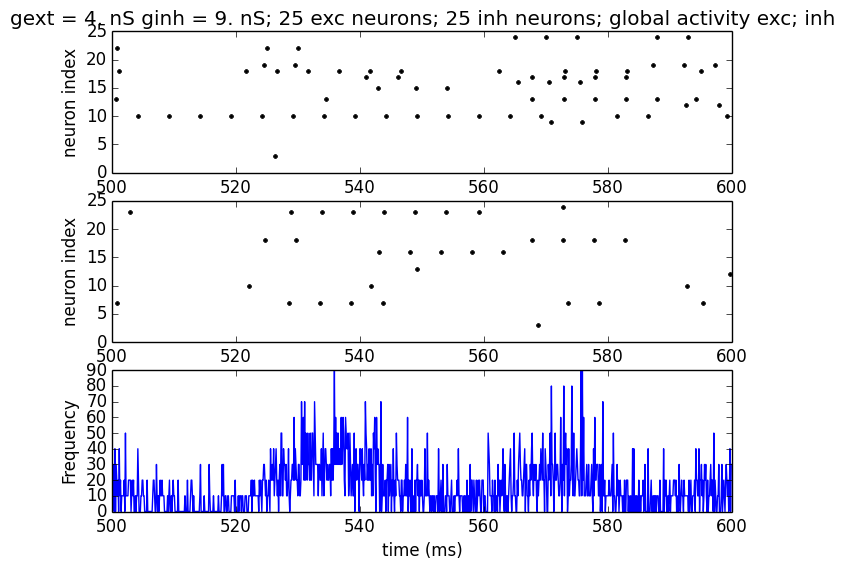 gext = 4. nS ginh = 9. nS; 25 exc neurons; 25 inh neurons; global activity exc; inh
25
20
15
10
5
0
neuron index
500 520 540 560 580 600
25
20
15
10
5
0
neuron index
500 520 540 560 580 600
90
80
70
60
50
40
30
20
10
0
Frequency
500 520 540 560 580 600
time (ms)